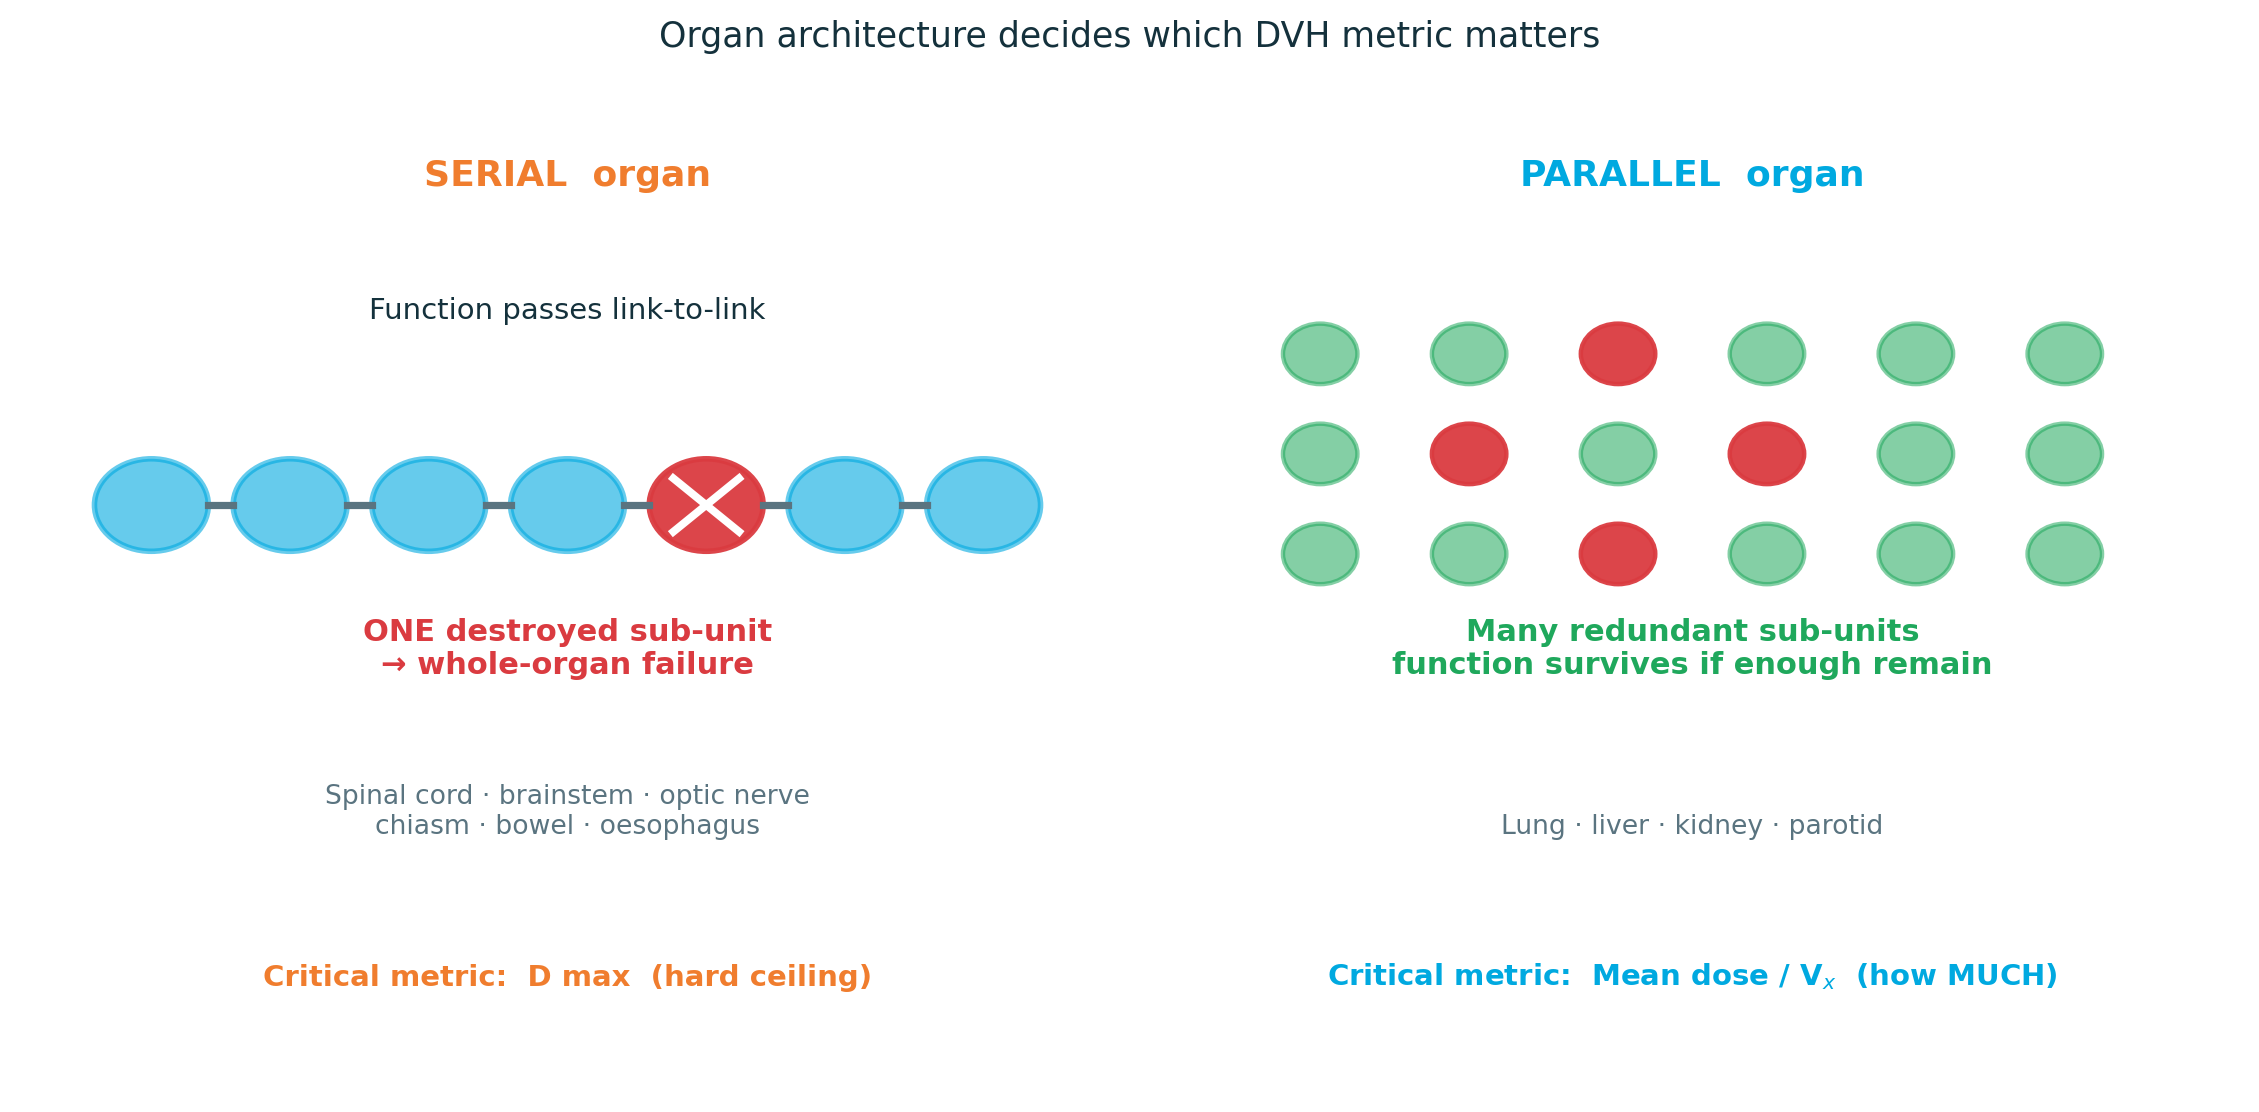 Organ architecture decides which DVH metric matters
SERIAL organ
Function passes link-to-link
ONE destroyed sub-unit
→ whole-organ failure
Spinal cord · brainstem · optic nerve
chiasm · bowel · oesophagus
Critical metric: D max (hard ceiling)
PARALLEL organ
Many redundant sub-units
function survives if enough remain
Lung · liver · kidney · parotid
Critical metric: Mean dose / Vₓ (how MUCH)